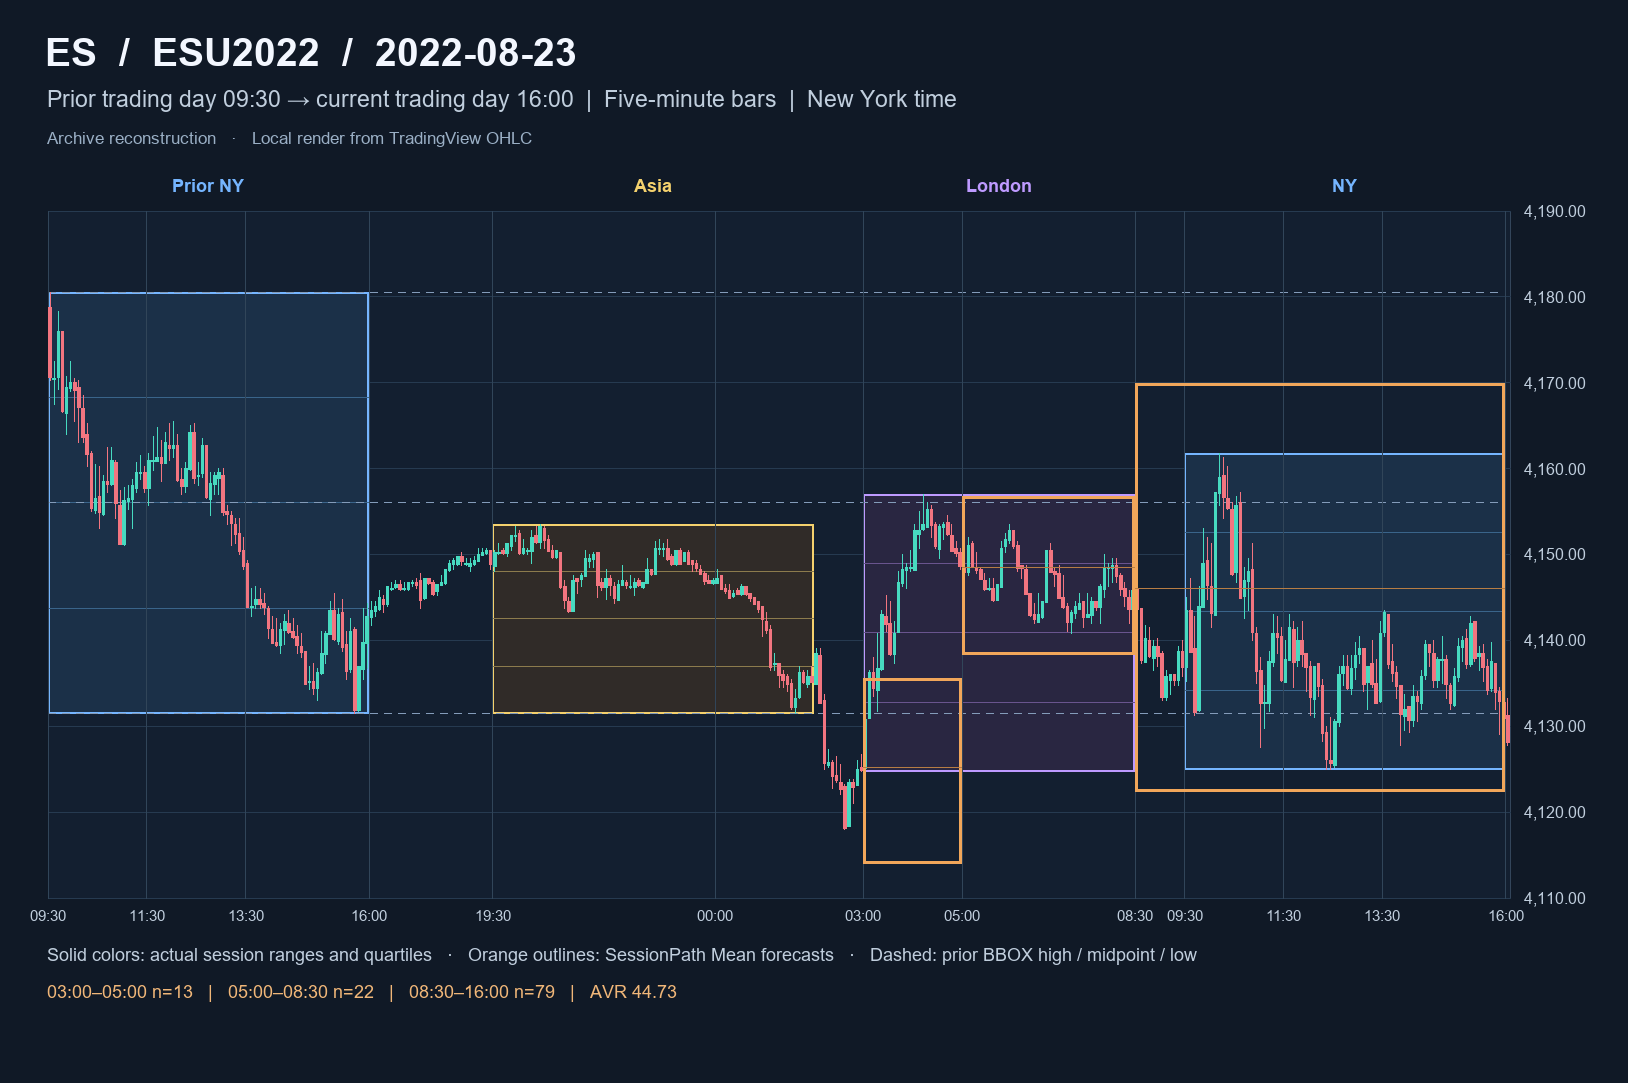 ES / ESU2022 / 2022-08-23
Prior trading day 09:30 → current trading day 16:00 | Five-minute bars | New York time
Archive reconstruction · Local render from TradingView OHLC
Prior NY Asia London NY
4,190.00
4,180.00
4,170.00
4,160.00
4,150.00
4,140.00
4,130.00
4,120.00
4,110.00
09:30 11:30 13:30 16:00 19:30 00:00 03:00 05:00 08:30 09:30 11:30 13:30 16:00
Solid colors: actual session ranges and quartiles · Orange outlines: SessionPath Mean forecasts · Dashed: prior BBOX high / midpoint / low
03:00–05:00 n=13 | 05:00–08:30 n=22 | 08:30–16:00 n=79 | AVR 44.73